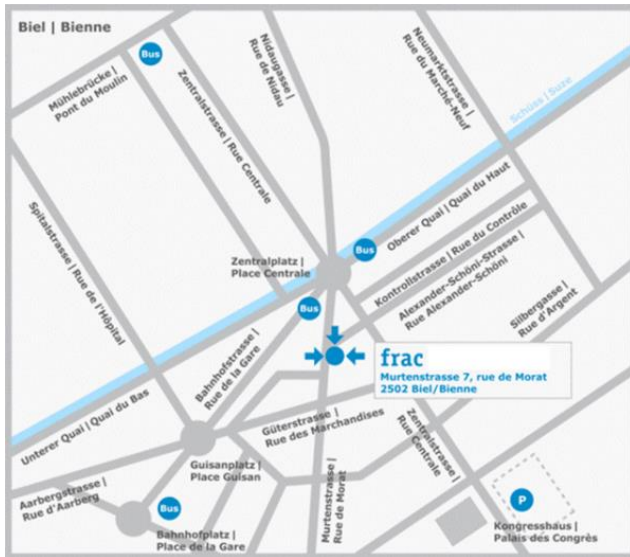 Biel | Bienne
Bus
Mühlebrücke |
Pont du Moulin
Zentralstrasse | Rue Centrale
Nidaugasse |
Rue de Nidau
Neumarktstrasse |
Rue du Marché-Neuf
Schüss | Suze
Spitalstrasse | Rue de l'Hôpital
Zentralplatz |
Place Centrale
Bus
Oberer Quai | Quai du Haut
Kontrollstrasse | Rue du Contrôle
Alexander-Schöni-Strasse |
Rue Alexander-Schöni
Silbergasse |
Rue d'Argent
Bus
Bahnhofstrasse |
Rue de la Gare
frac
Murtenstrasse 7, rue de Morat
2502 Biel/Bienne
Unterer Quai | Quai du Bas
Güterstrasse |
Rue des Marchandises
Zentralstrasse |
Rue Centrale
Guisanplatz |
Place Guisan
Murtenstrasse |
Rue de Morat
Aarbergstrasse |
Rue d'Aarberg
Bus
Bahnhofplatz |
Place de la Gare
P
Kongresshaus |
Palais des Congrès